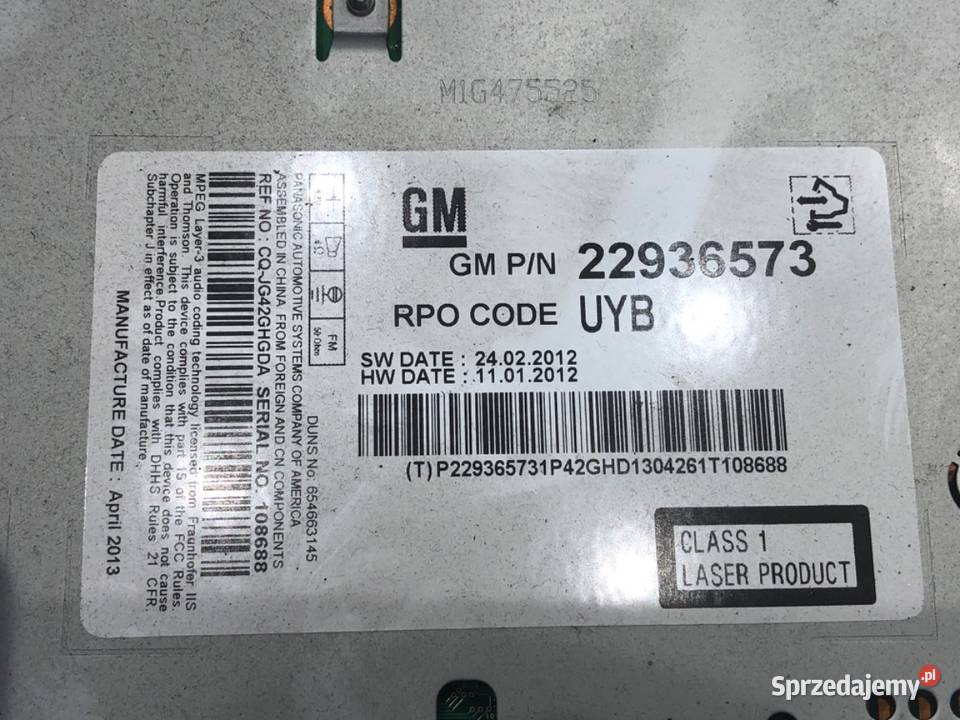 M1G475525
GM
GM P/N 22936573
RPO CODE UYB
SW DATE : 24.02.2012
HW DATE : 11.01.2012
(T)P229365731P42GHD1304261T108688
CLASS 1
LASER PRODUCT
FM
50 Ohm
4Ω
DUNS No: 654663145
PANASONIC AUTOMOTIVE SYSTEMS COMPANY OF AMERICA
ASSEMBLED IN CHINA FROM FOREIGN AND CN COMPONENTS
REF NO : CQ-JG42GHGDA SERIAL NO. 108688
MPEG Layer-3 audio coding technology licensed from Fraunhofer IIS
and Thomson. This device complies with part 15 of the FCC Rules.
Operation is subject to the condition that this device does not cause
harmful interference.Product complies with DHHS Rules 21 CFR.
Subchapter J in effect as of date of manufacture.
MANUFACTURE DATE : April 2013
Sprzedajemy.pl